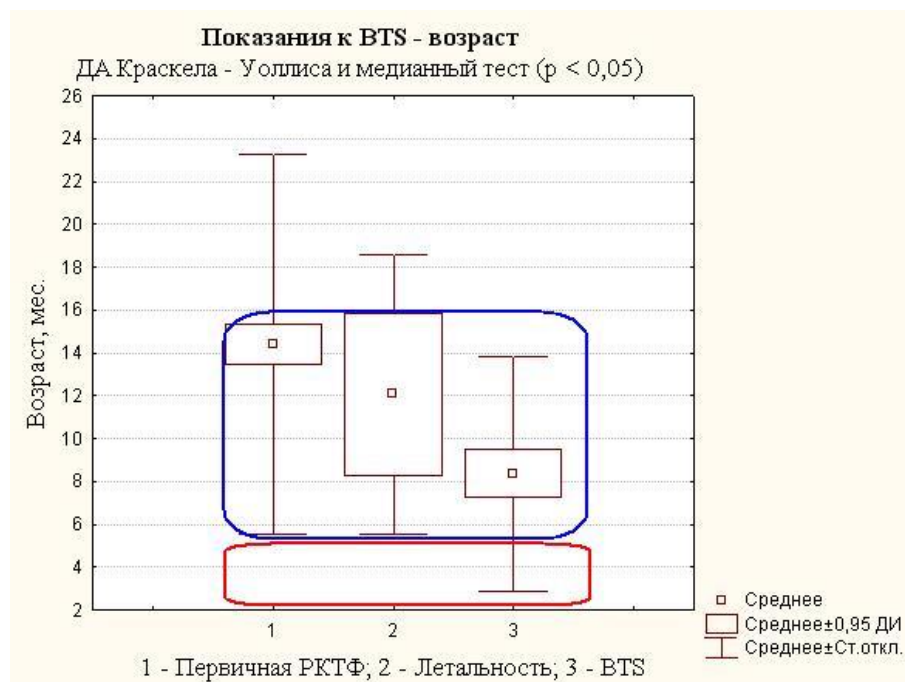 Показания к BTS - возраст
ДА Краскела - Уоллиса и медианный тест (p < 0,05)
26
24
22
20
18
16
14
12
10
8
6
4
2
Возраст, мес.
1 2 3
Среднее
Среднее±0,95 ДИ
Среднее±Ст.откл.
1 - Первичная РКТФ; 2 - Летальность; 3 - BTS